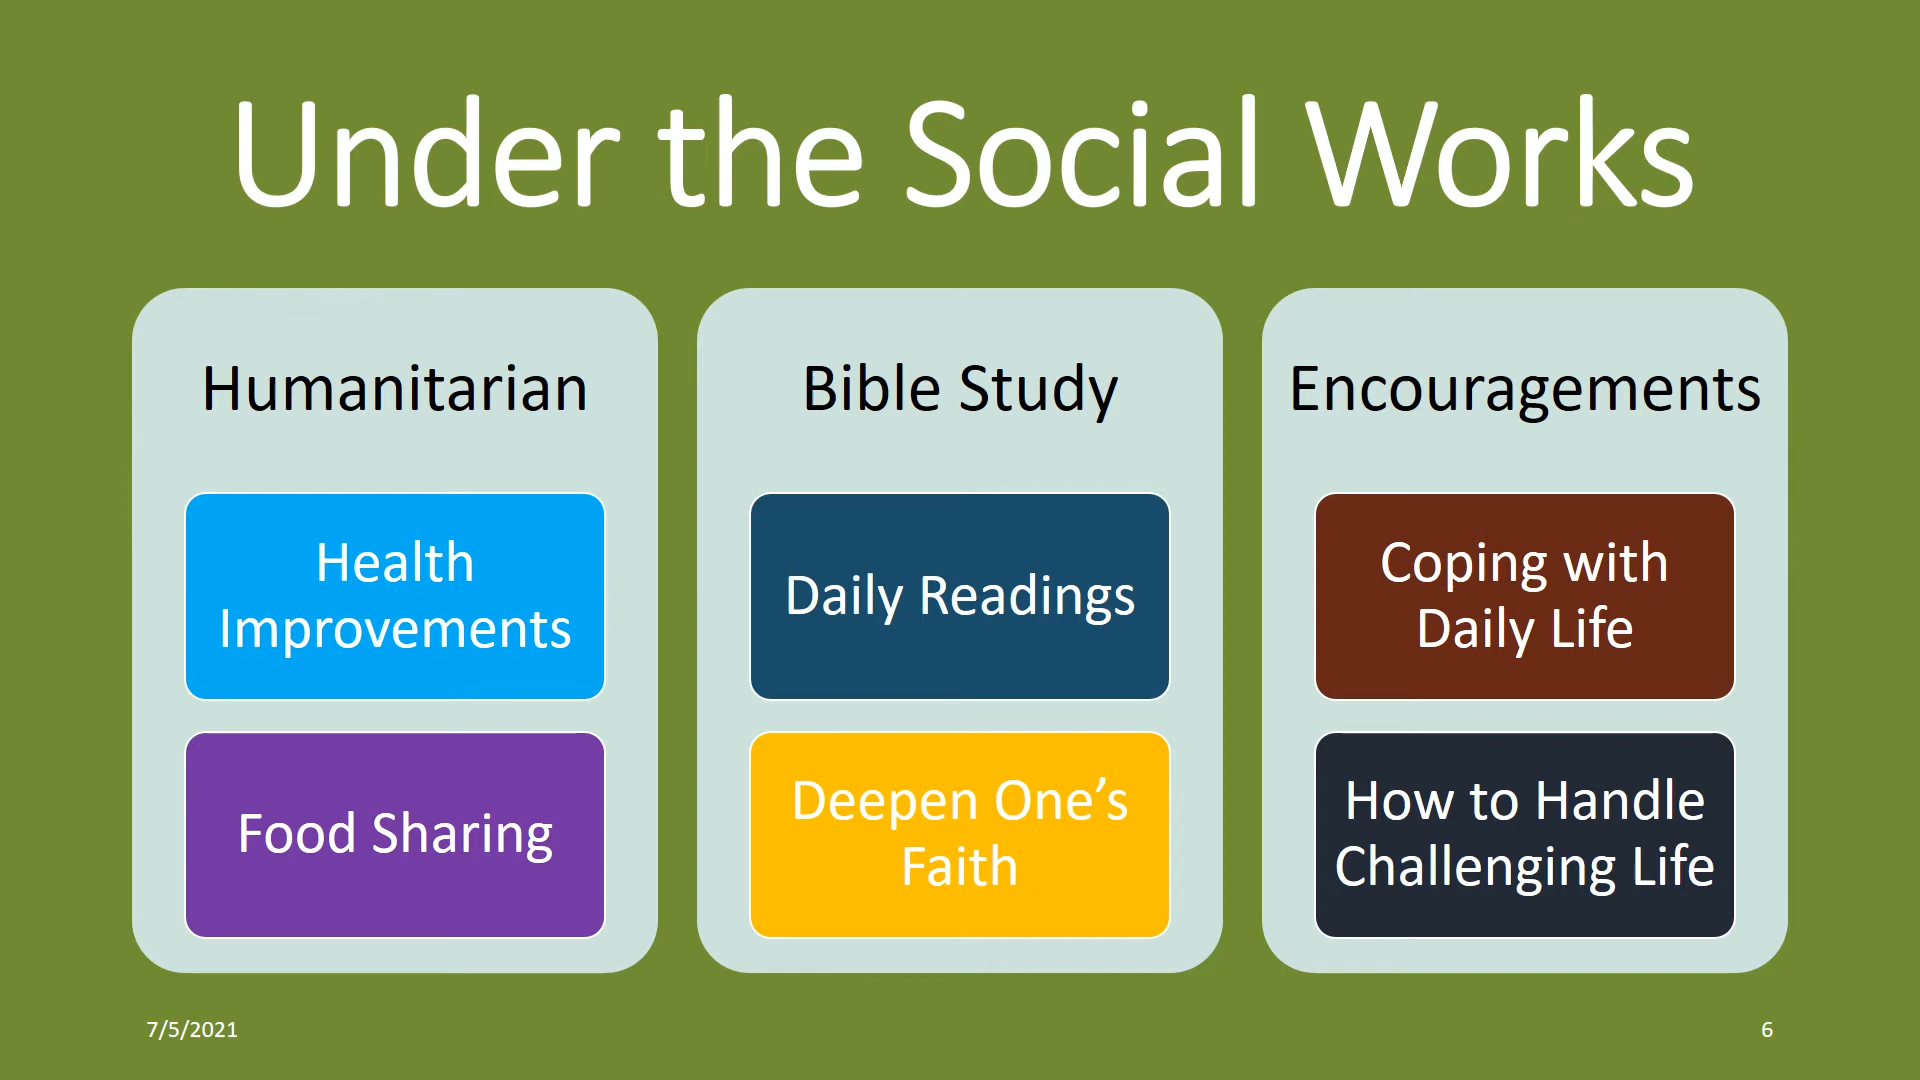 Under the Social Works
Humanitarian
Health
Improvements
Food Sharing
Bible Study
Daily Readings
Deepen One’s
Faith
Encouragements
Coping with
Daily Life
How to Handle
Challenging Life
7/5/2021
6